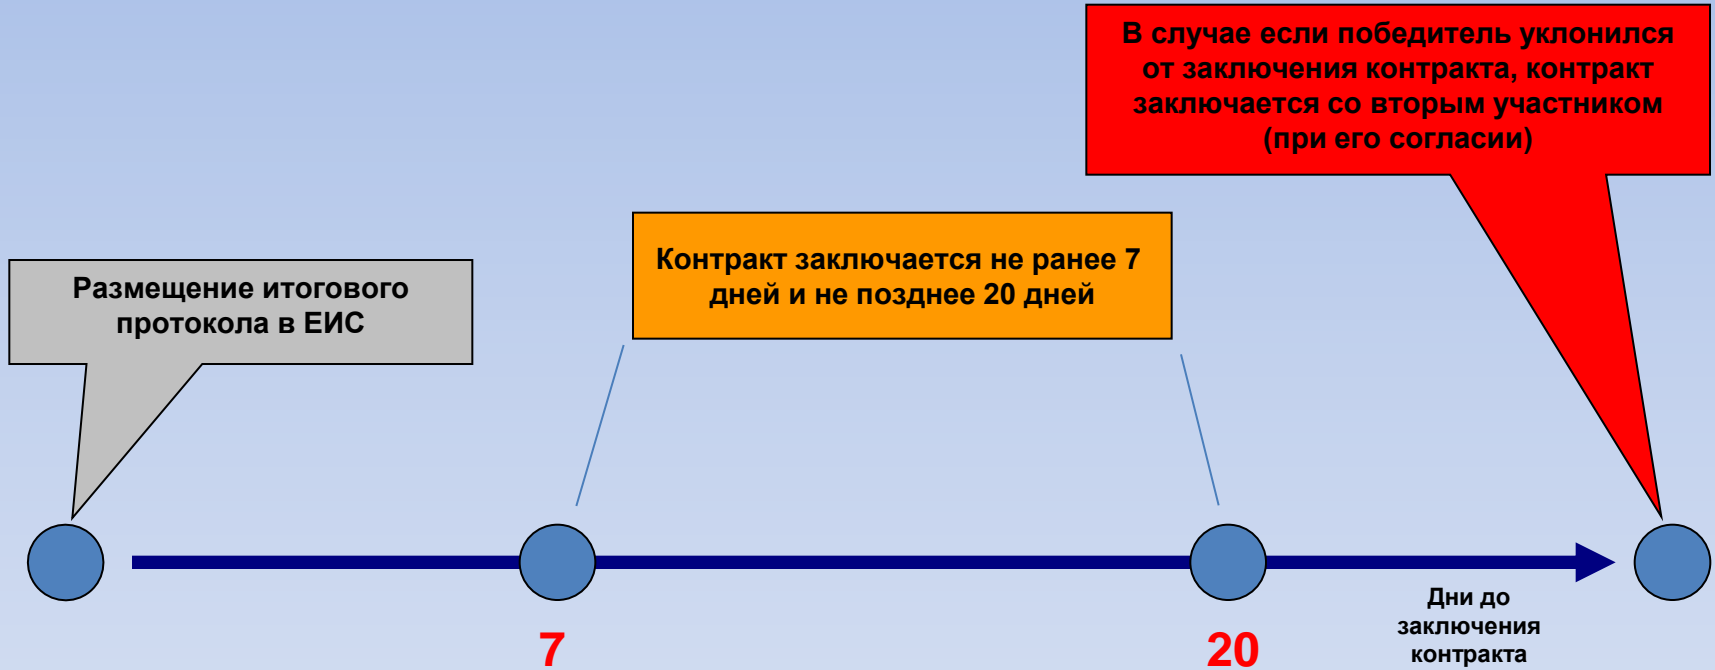 В случае если победитель уклонился
от заключения контракта, контракт
заключается со вторым участником
(при его согласии)
Контракт заключается не ранее 7
дней и не позднее 20 дней
Размещение итогового
протокола в ЕИС
7
20
Дни до
заключения
контракта